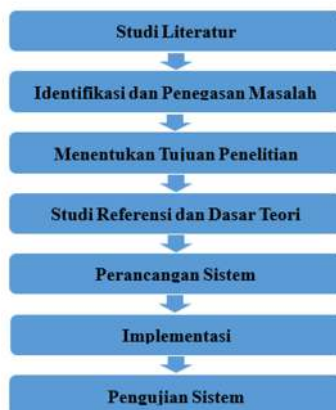 Studi Literatur
Identifikasi dan Penegasan Masalah
Menentukan Tujuan Penelitian
Studi Referensi dan Dasar Teori
Perancangan Sistem
Implementasi
Pengujian Sistem